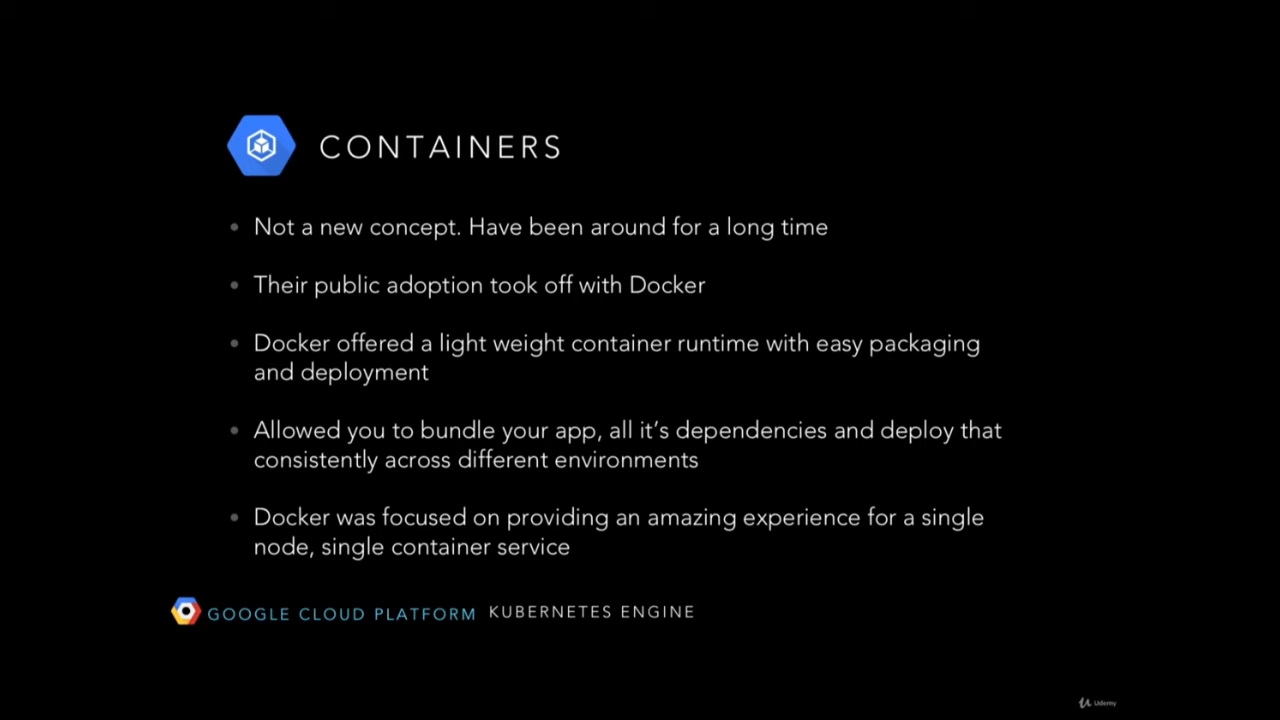 CONTAINERS
• Not a new concept. Have been around for a long time
• Their public adoption took off with Docker
• Docker offered a light weight container runtime with easy packaging
and deployment
• Allowed you to bundle your app, all it’s dependencies and deploy that
consistently across different environments
• Docker was focused on providing an amazing experience for a single
node, single container service
GOOGLE CLOUD PLATFORM KUBERNETES ENGINE
Udemy